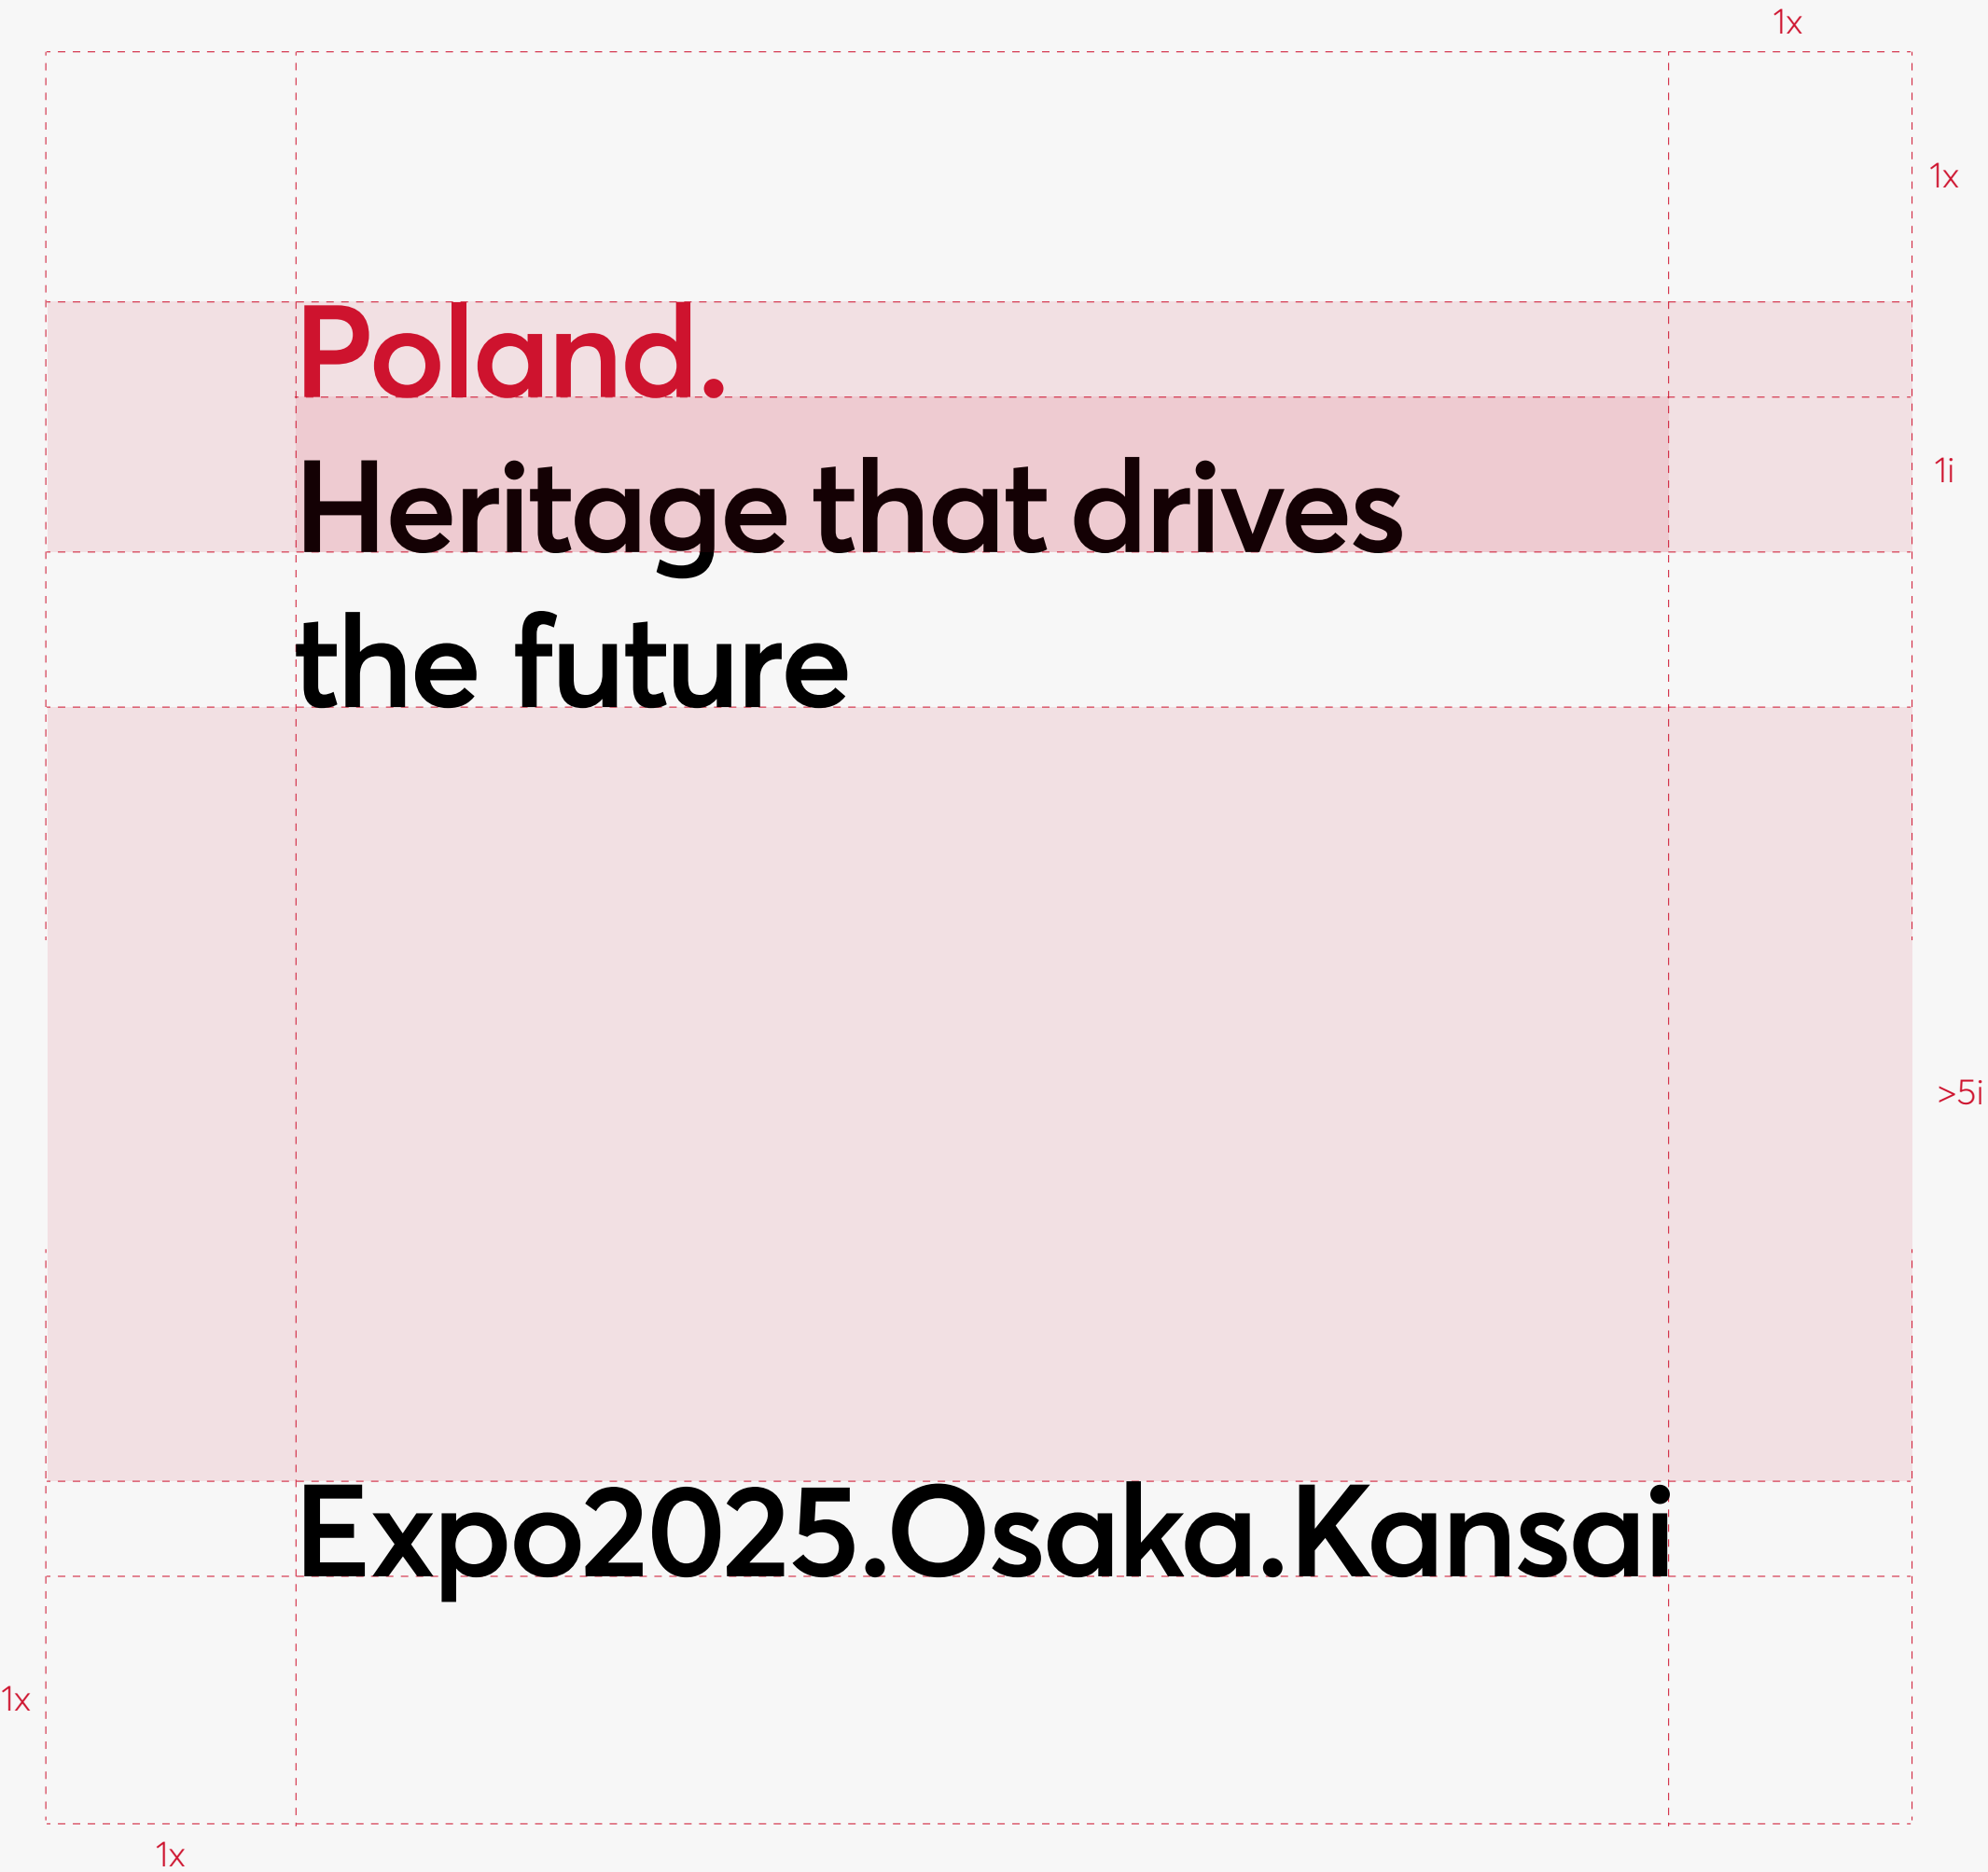 1x
1x
Poland.
1i
Heritage that drives
the future
>5i
Expo2025.Osaka.Kansai
1x
1x